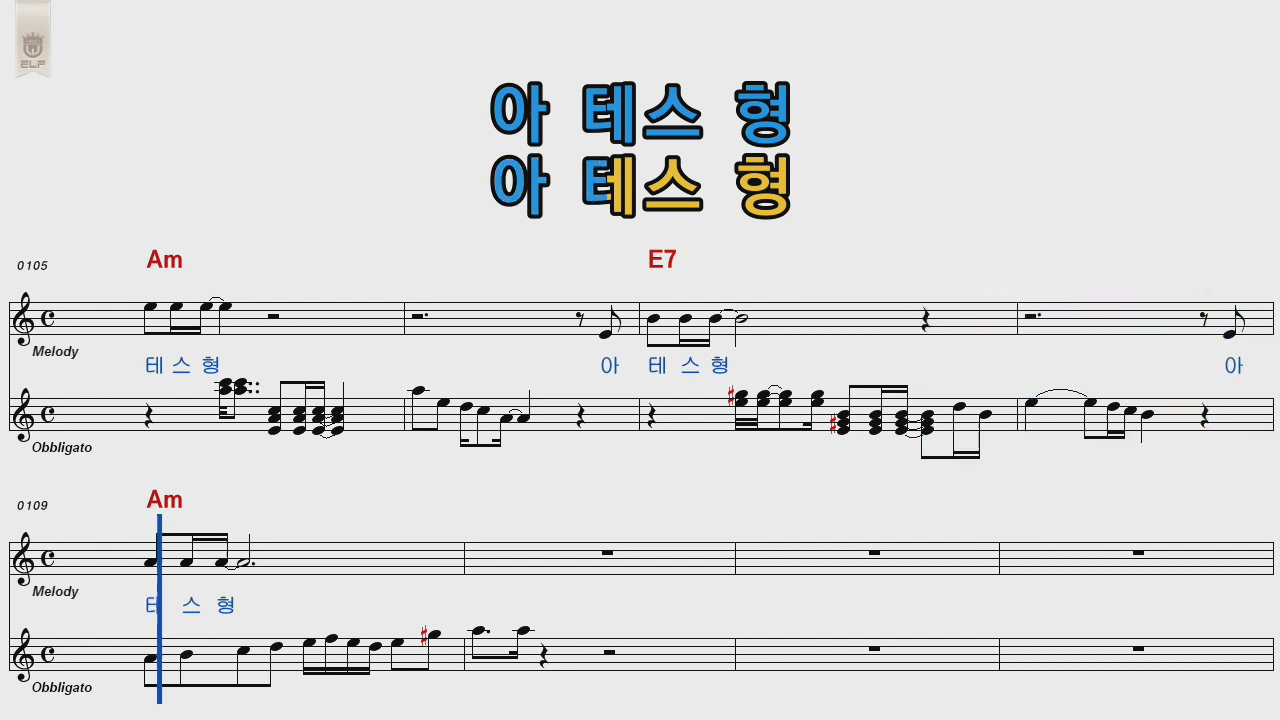 ELF
아 테스 형
아 테스 형
0105
Am E7
Melody
테 스 형 아 테 스 형 아
Obbligato
0109
Am
Melody
테 스 형
Obbligato